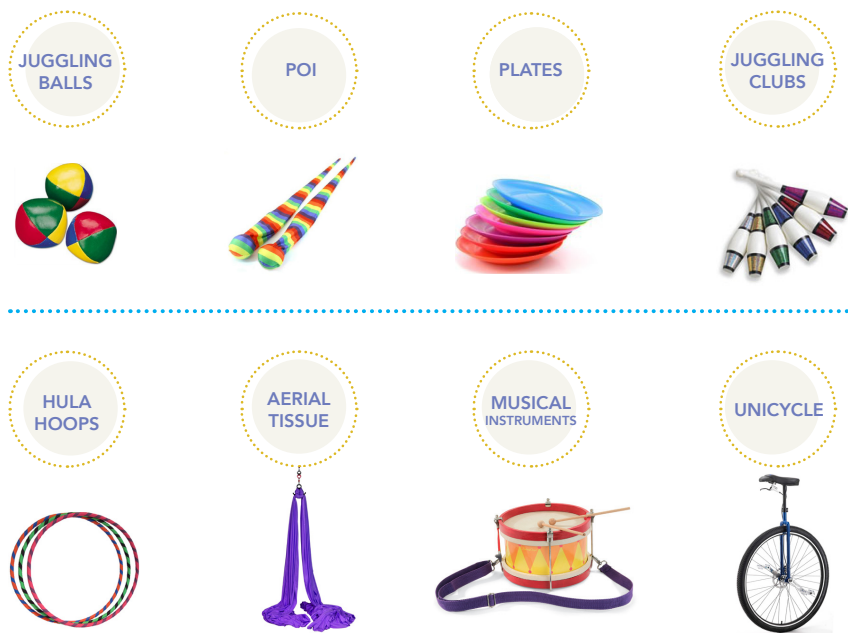 JUGGLING
BALLS
POI
PLATES
JUGGLING
CLUBS
HULA
HOOPS
AERIAL
TISSUE
MUSICAL
INSTRUMENTS
UNICYCLE